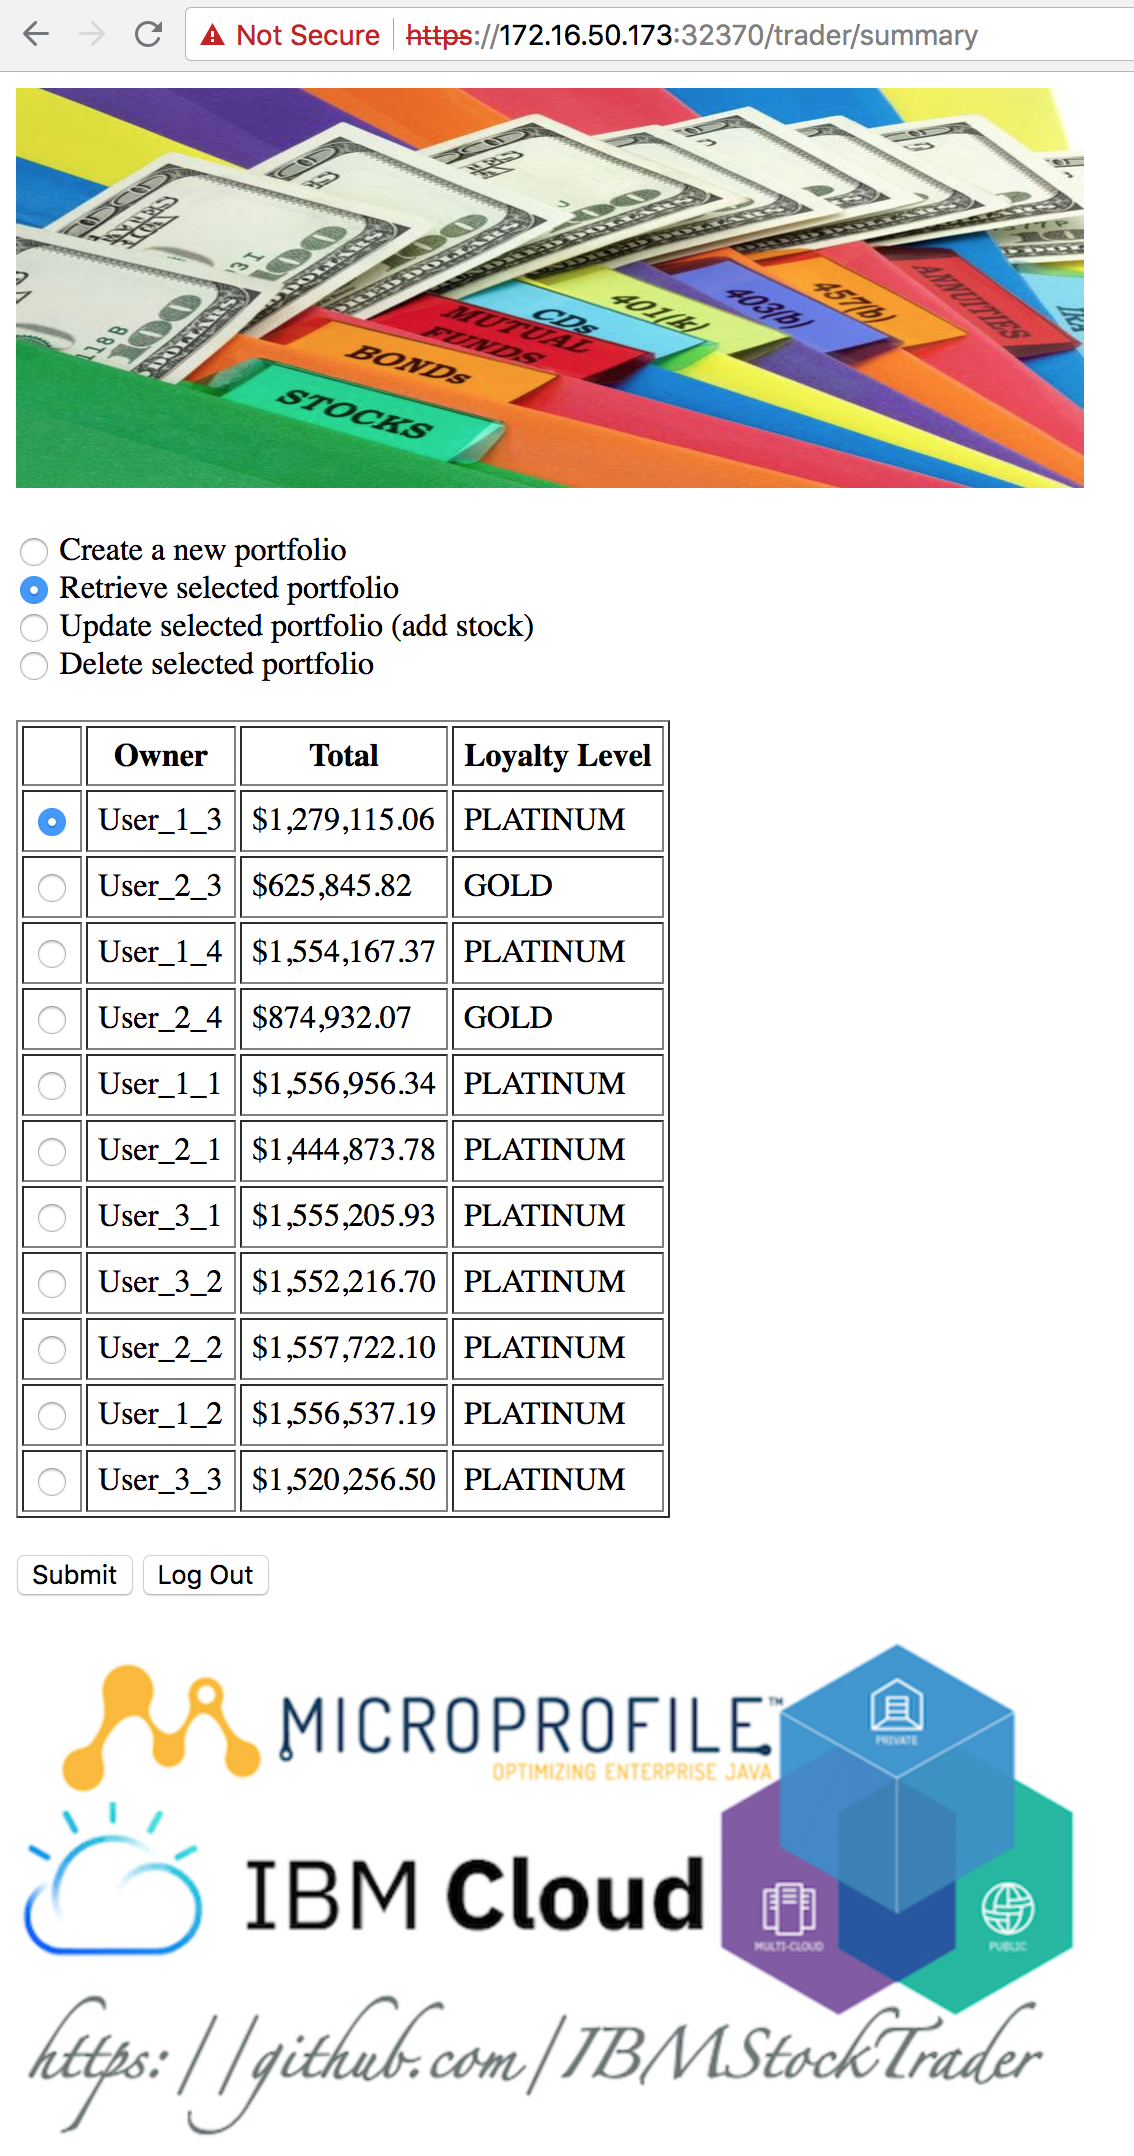 Not Secure https://172.16.50.173:32370/trader/summary
STOCKS
BONDs
MUTUAL
FUNDS
CDs
401(k)
403(b)
457(b)
ANNUITIES
100
100
Create a new portfolio
Retrieve selected portfolio
Update selected portfolio (add stock)
Delete selected portfolio
Owner Total Loyalty Level
User_1_3 $1,279,115.06 PLATINUM
User_2_3 $625,845.82 GOLD
User_1_4 $1,554,167.37 PLATINUM
User_2_4 $874,932.07 GOLD
User_1_1 $1,556,956.34 PLATINUM
User_2_1 $1,444,873.78 PLATINUM
User_3_1 $1,555,205.93 PLATINUM
User_3_2 $1,552,216.70 PLATINUM
User_2_2 $1,557,722.10 PLATINUM
User_1_2 $1,556,537.19 PLATINUM
User_3_3 $1,520,256.50 PLATINUM
Submit Log Out
MICROPROFILE™
OPTIMIZING ENTERPRISE JAVA
PRIVATE
IBM Cloud
MULTI-CLOUD
PUBLIC
https://github.com/IBMStockTrader